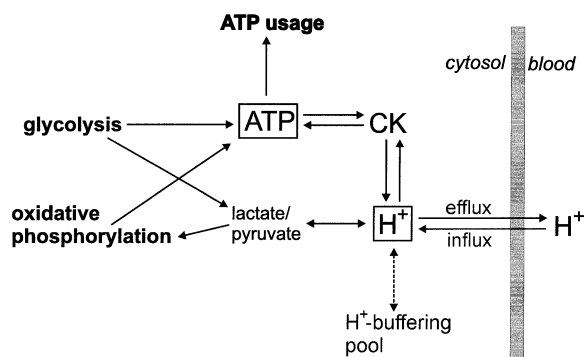 ATP usage
cytosol
blood
glycolysis
ATP
CK
oxidative
phosphorylation
lactate/
pyruvate
H⁺
efflux
influx
H⁺
H⁺-buffering
pool